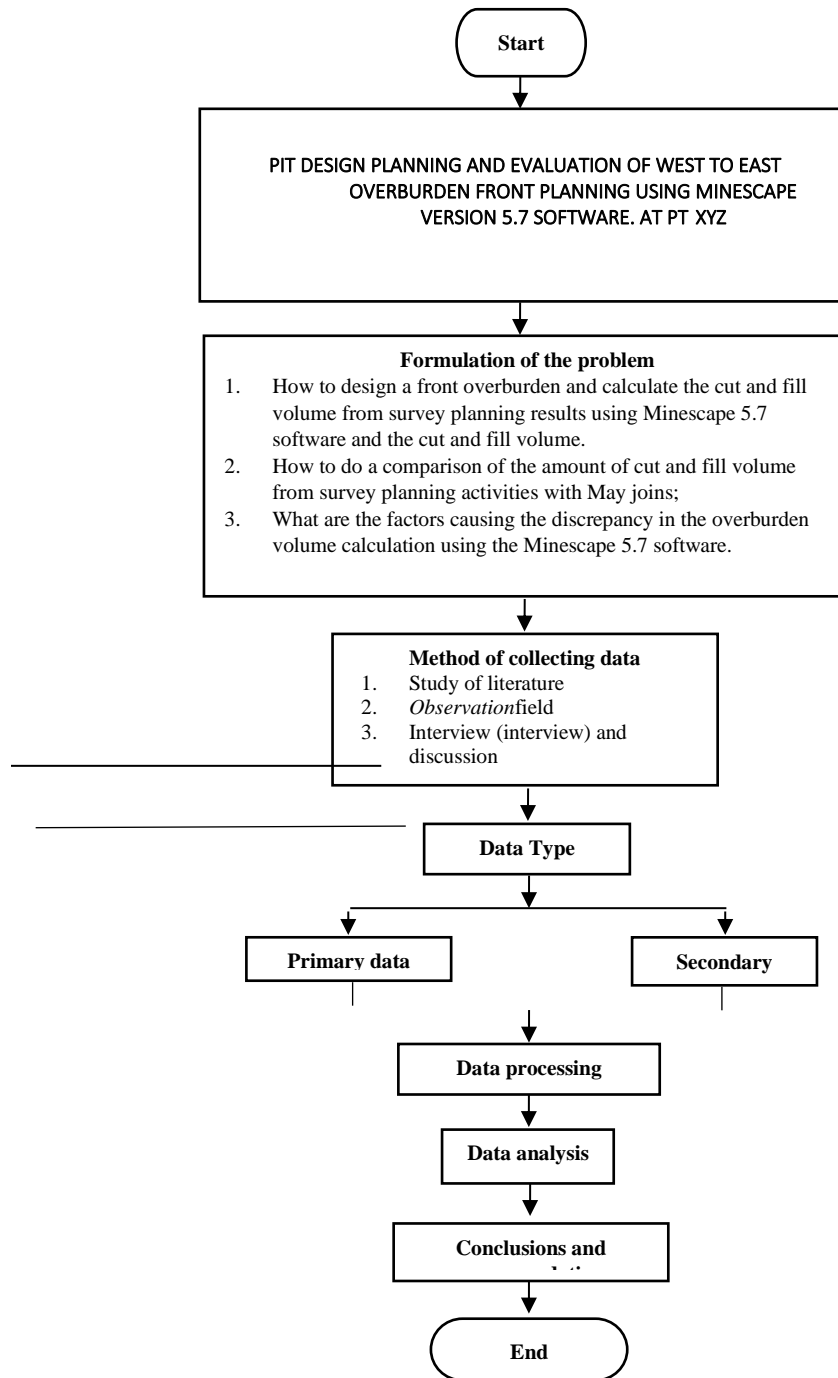 Start
PIT DESIGN PLANNING AND EVALUATION OF WEST TO EAST
OVERBURDEN FRONT PLANNING USING MINESCAPE
VERSION 5.7 SOFTWARE. AT PT XYZ
Formulation of the problem
1. How to design a front overburden and calculate the cut and fill
volume from survey planning results using Minescape 5.7
software and the cut and fill volume.
2. How to do a comparison of the amount of cut and fill volume
from survey planning activities with May joins;
3. What are the factors causing the discrepancy in the overburden
volume calculation using the Minescape 5.7 software.
Method of collecting data
1. Study of literature
2. Observationfield
3. Interview (interview) and
discussion
Data Type
Primary data
Secondary
Data processing
Data analysis
Conclusions and
End